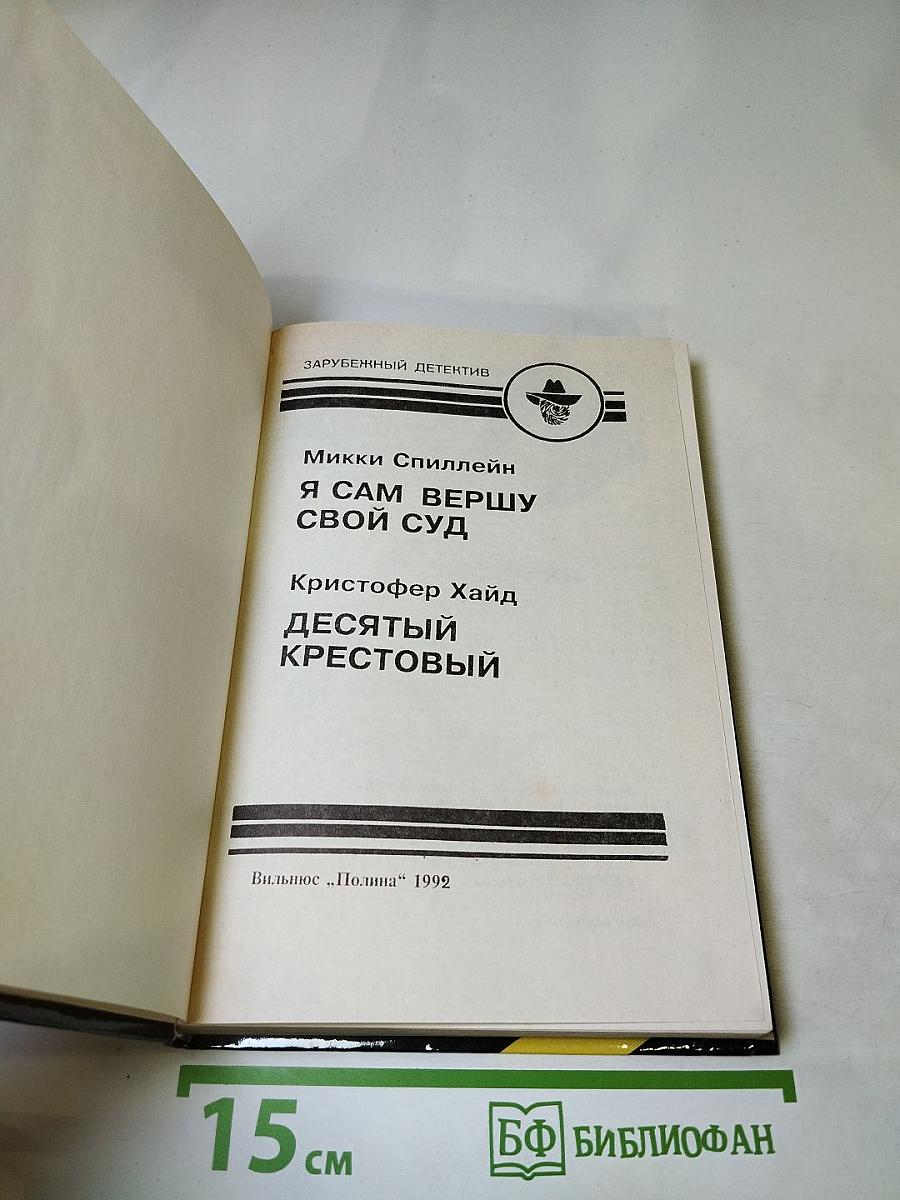 ЗАРУБЕЖНЫЙ ДЕТЕКТИВ
Микки Спиллейн
Я САМ ВЕРШУ
СВОЙ СУД
Кристофер Хайд
ДЕСЯТЫЙ
КРЕСТОВЫЙ
Вильнюс „Полина“ 1992
15 см
БФ БИБЛИОФАН